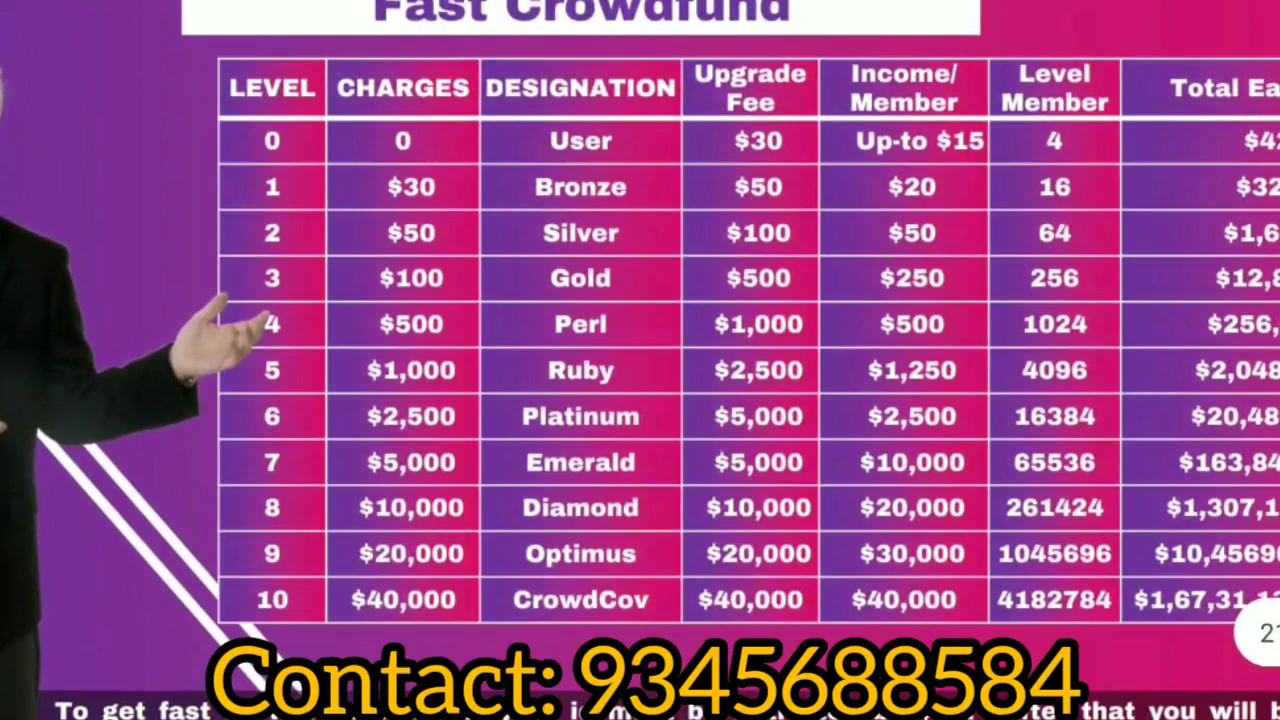 Fast Crowdfund
LEVEL CHARGES DESIGNATION Upgrade Fee Income/ Member Level Member Total Ea
0 0 User $30 Up-to $15 4 $42
1 $30 Bronze $50 $20 16 $32
2 $50 Silver $100 $50 64 $1,6
3 $100 Gold $500 $250 256 $12,8
4 $500 Perl $1,000 $500 1024 $256,
5 $1,000 Ruby $2,500 $1,250 4096 $2,048
6 $2,500 Platinum $5,000 $2,500 16384 $20,48
7 $5,000 Emerald $5,000 $10,000 65536 $163,84
8 $10,000 Diamond $10,000 $20,000 261424 $1,307,1
9 $20,000 Optimus $20,000 $30,000 1045696 $10,4569
10 $40,000 CrowdCov $40,000 $40,000 4182784 $1,67,31,1
21
Contact: 9345688584
To get fast that you will b